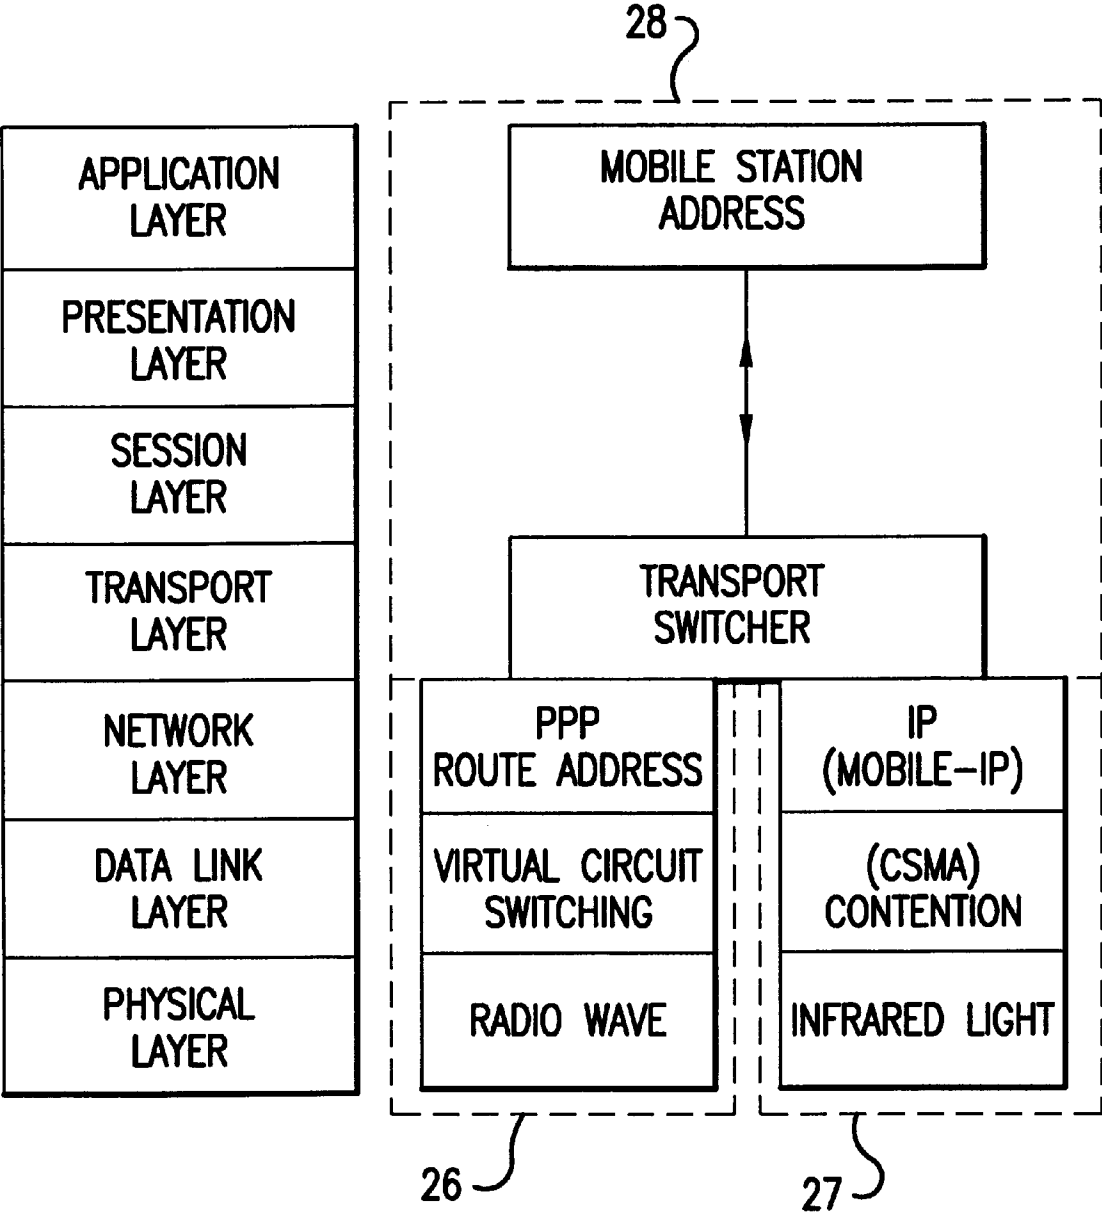 28
APPLICATION
LAYER
PRESENTATION
LAYER
SESSION
LAYER
TRANSPORT
LAYER
NETWORK
LAYER
DATA LINK
LAYER
PHYSICAL
LAYER
MOBILE STATION
ADDRESS
TRANSPORT
SWITCHER
PPP
ROUTE ADDRESS
VIRTUAL CIRCUIT
SWITCHING
RADIO WAVE
IP
(MOBILE-IP)
(CSMA)
CONTENTION
INFRARED LIGHT
26
27